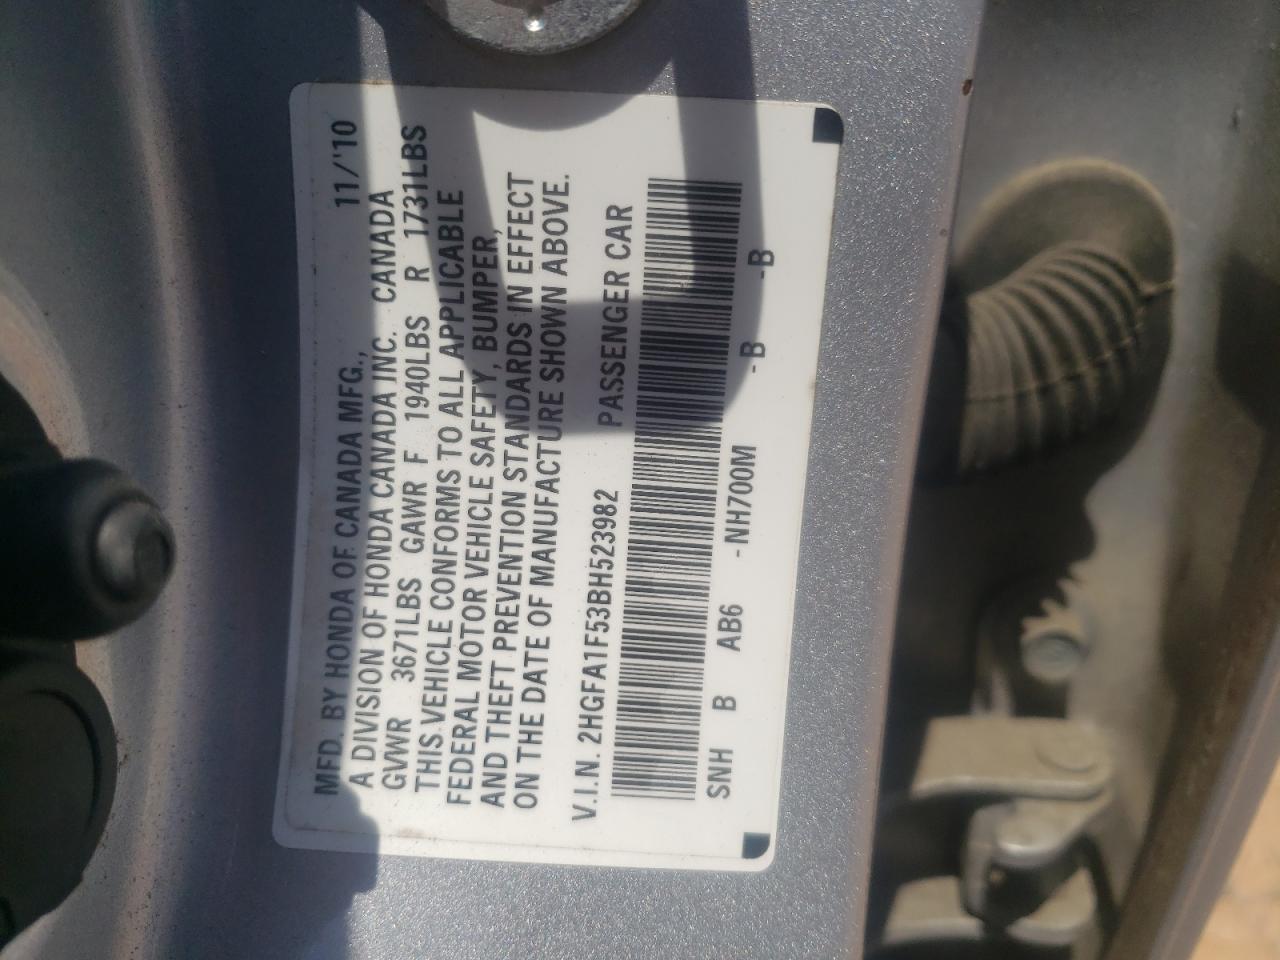 MFD. BY HONDA OF CANADA MFG., 11/'10
A DIVISION OF HONDA CANADA INC. CANADA
GVWR 3671LBS GAWR F 1940LBS R 1731LBS
THIS VEHICLE CONFORMS TO ALL APPLICABLE
FEDERAL MOTOR VEHICLE SAFETY, BUMPER,
AND THEFT PREVENTION STANDARDS IN EFFECT
ON THE DATE OF MANUFACTURE SHOWN ABOVE.
V.I.N. 2HGFA1F53BH523982 PASSENGER CAR
SNH B AB6 -NH700M -B -B